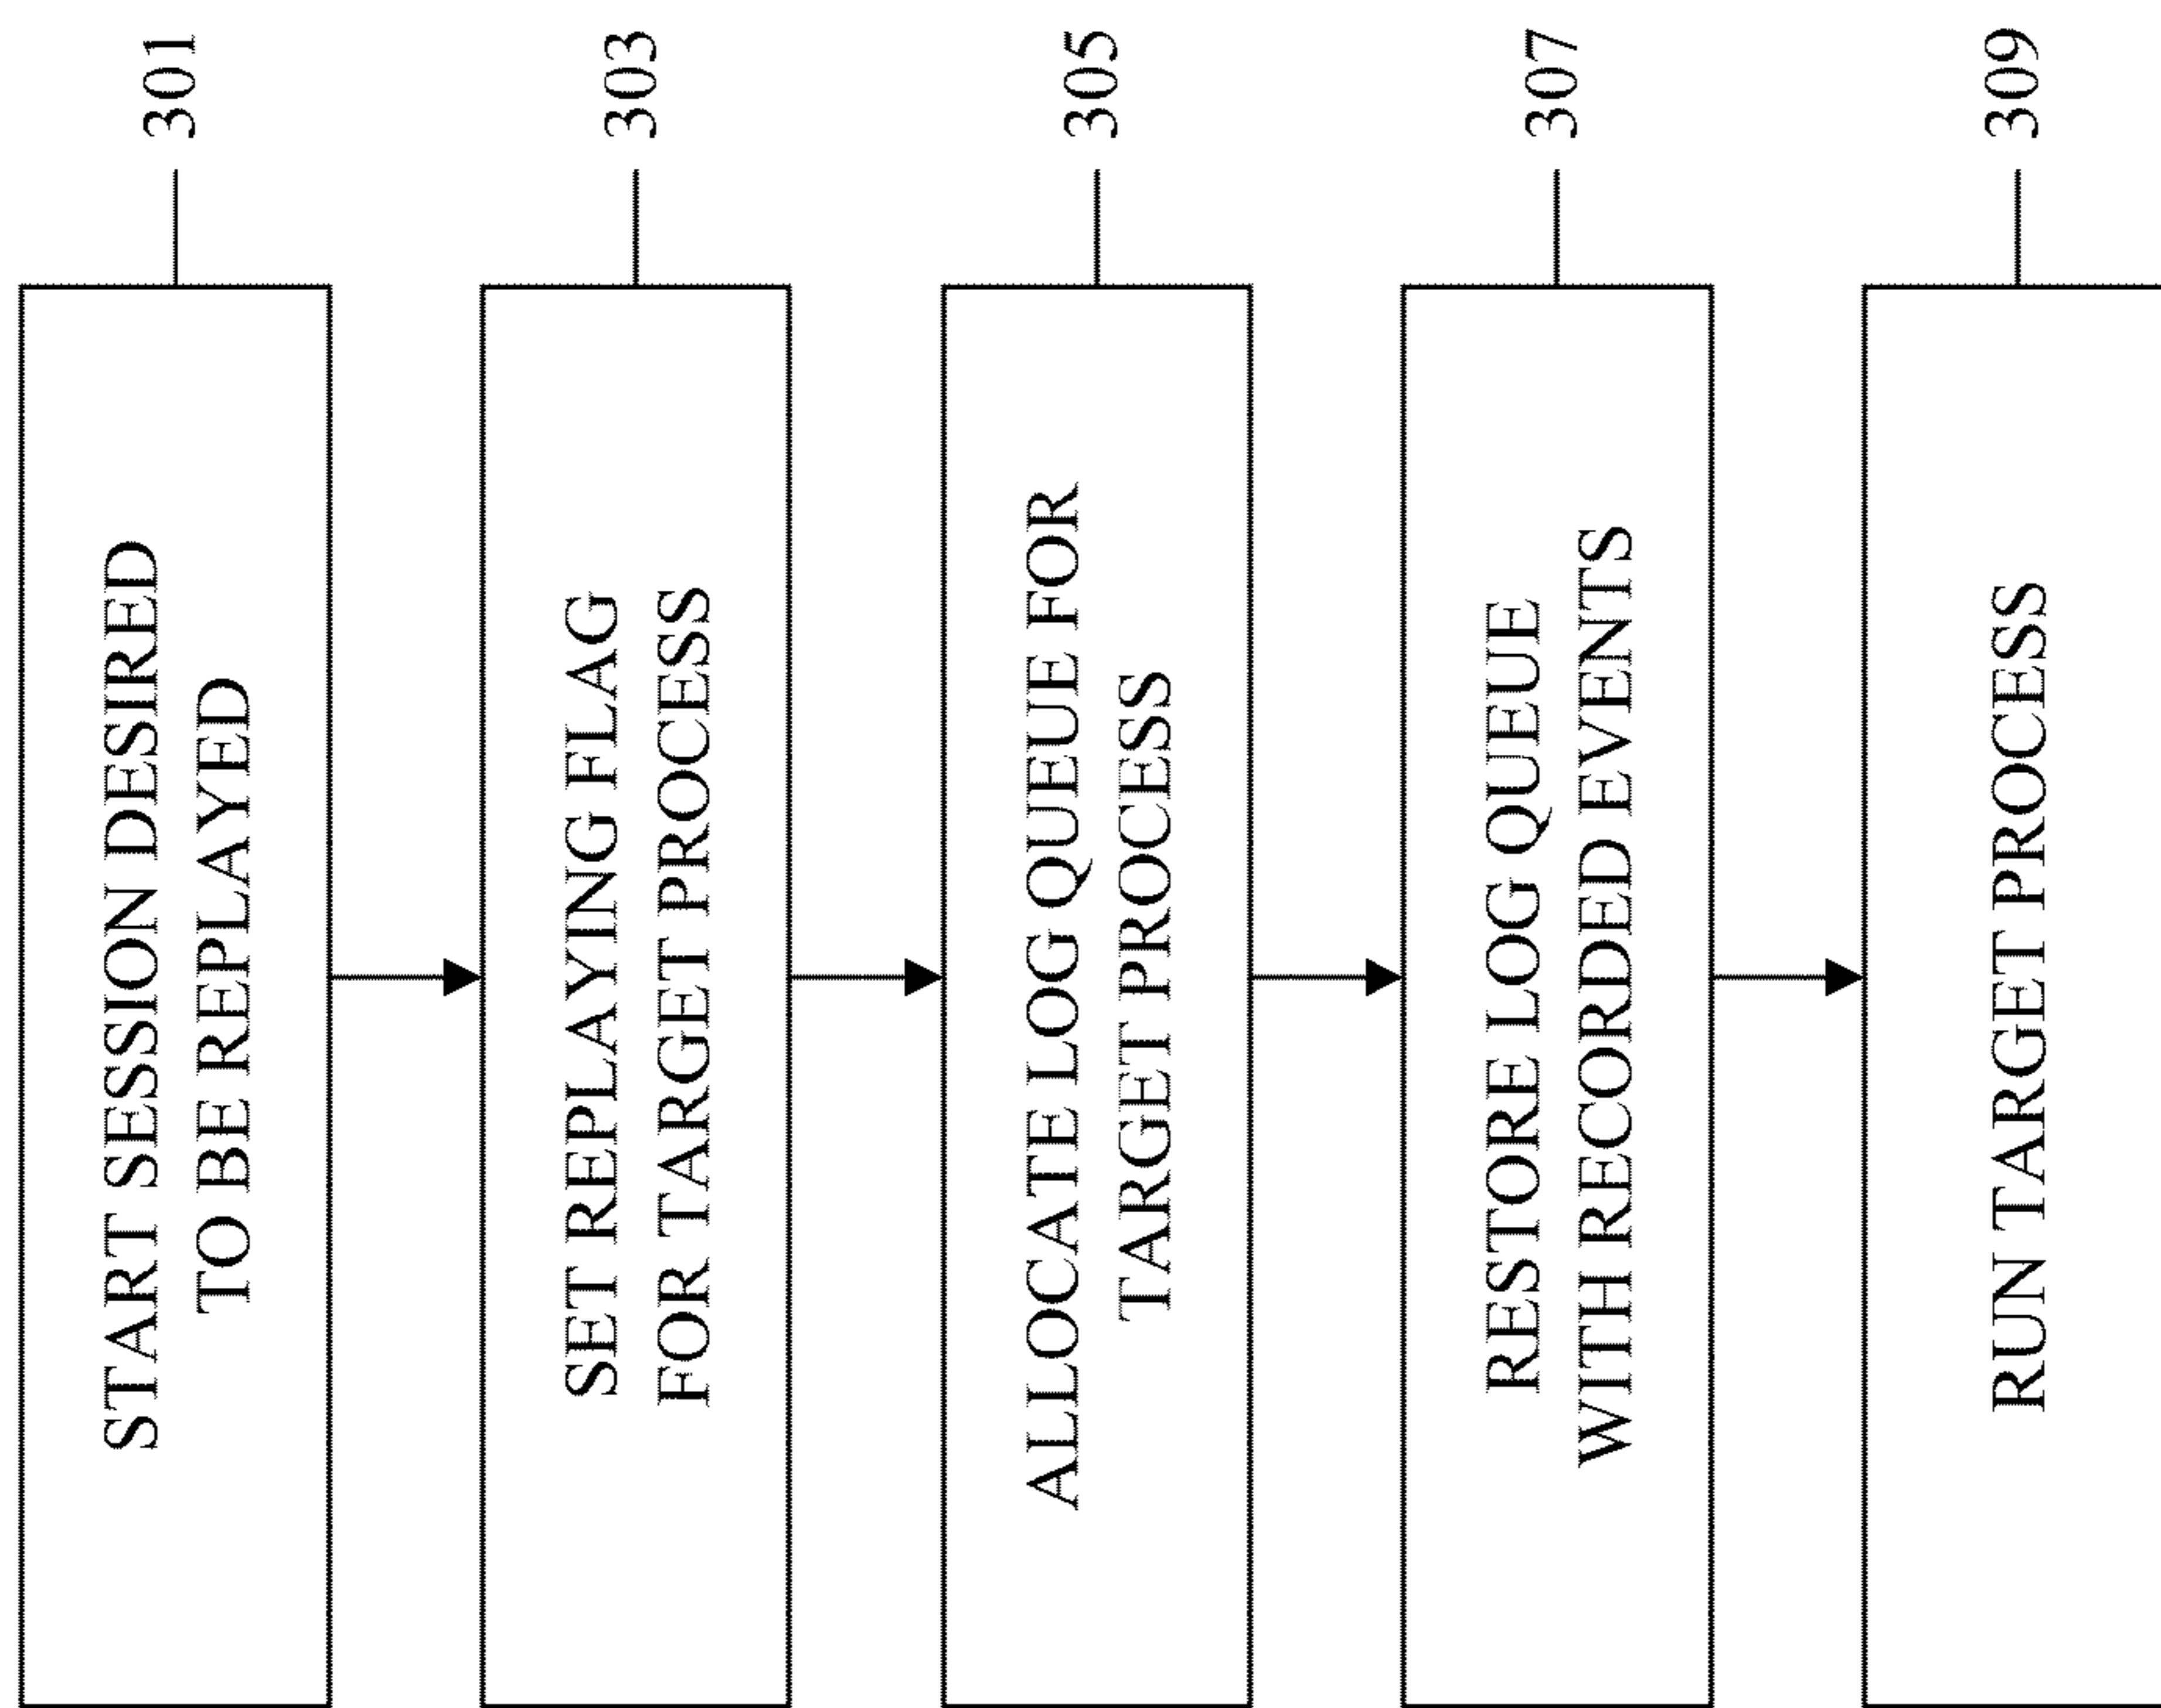 START SESSION DESIRED
TO BE REPLAYED
301
SET REPLAYING FLAG
FOR TARGET PROCESS
303
ALLOCATE LOG QUEUE FOR
TARGET PROCESS
305
RESTORE LOG QUEUE
WITH RECORDED EVENTS
307
RUN TARGET PROCESS
309